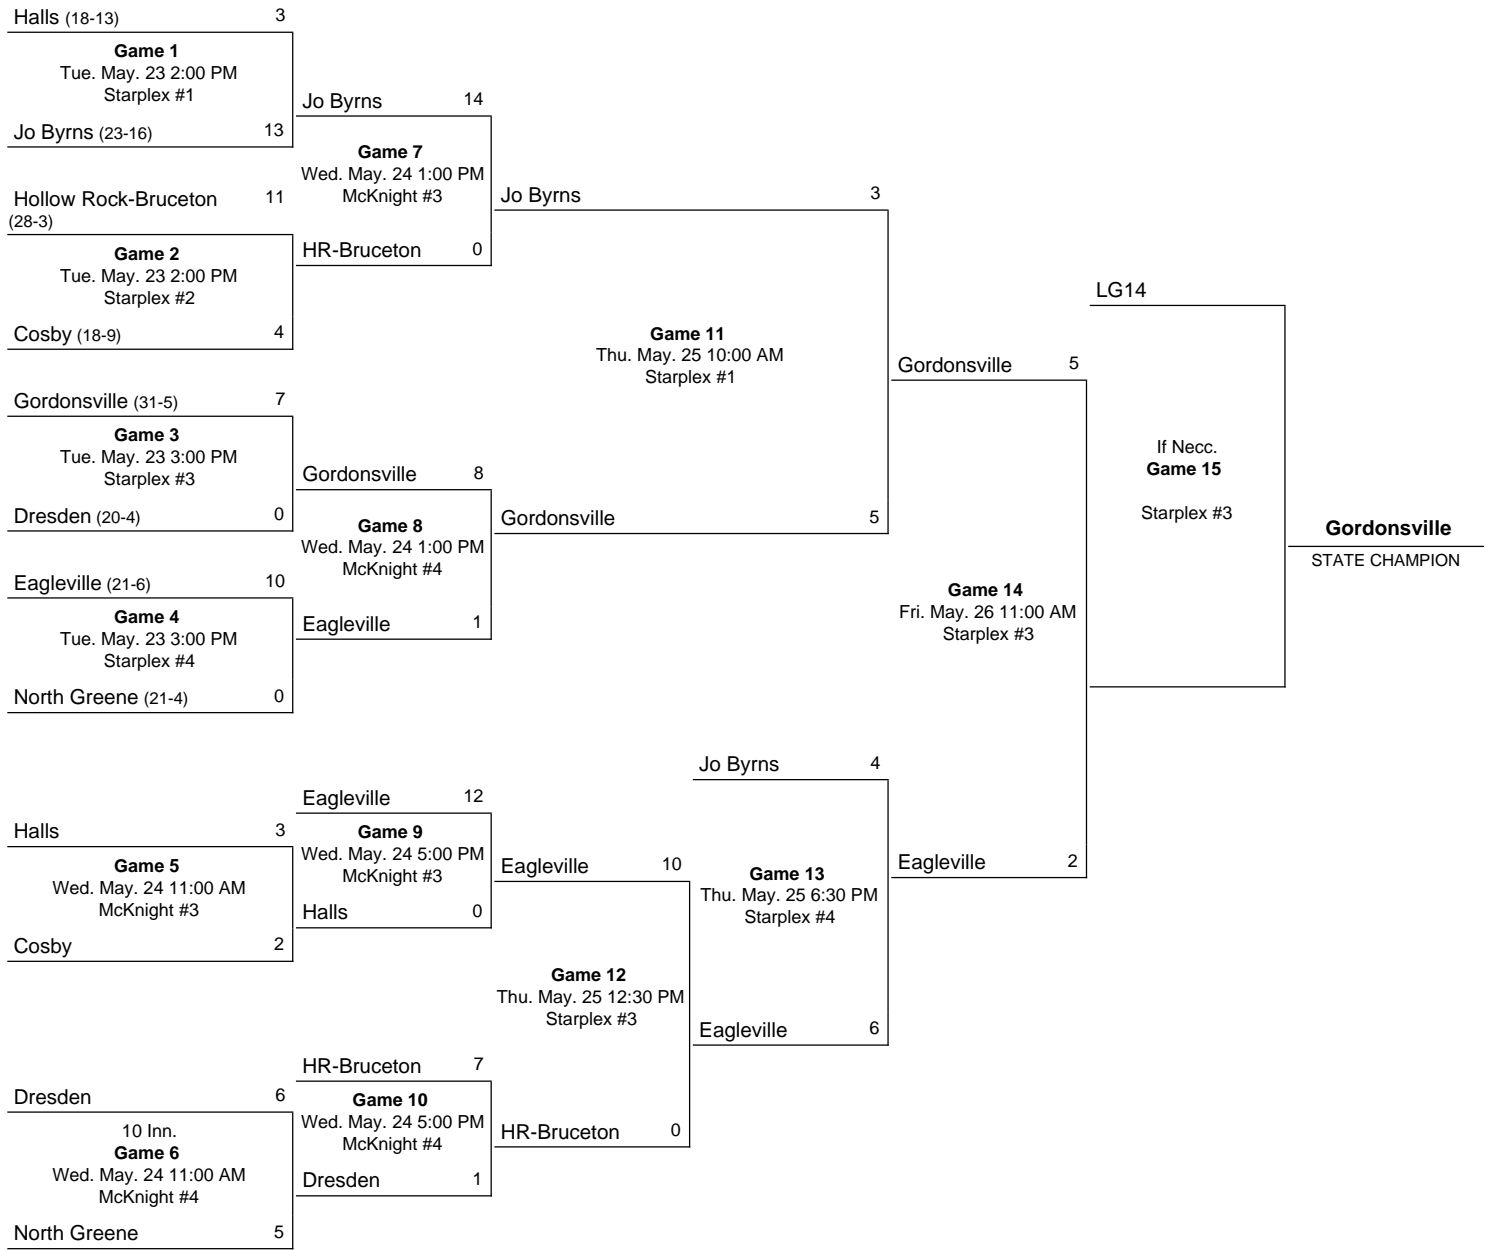 Halls (18-13) 3
Game 1
Tue. May. 23 2:00 PM
Starplex #1
Jo Byrns (23-16) 13
Hollow Rock-Bruceton 11
(28-3)
Game 2
Tue. May. 23 2:00 PM
Starplex #2
Cosby (18-9) 4
Gordonsville (31-5) 7
Game 3
Tue. May. 23 3:00 PM
Starplex #3
Dresden (20-4) 0
Eagleville (21-6) 10
Game 4
Tue. May. 23 3:00 PM
Starplex #4
North Greene (21-4) 0
Halls 3
Game 5
Wed. May. 24 11:00 AM
McKnight #3
Cosby 2
Dresden 6
10 Inn.
Game 6
Wed. May. 24 11:00 AM
McKnight #4
North Greene 5
Jo Byrns 14
Game 7
Wed. May. 24 1:00 PM
McKnight #3
HR-Bruceton 0
Gordonsville 8
Game 8
Wed. May. 24 1:00 PM
McKnight #4
Eagleville 1
Eagleville 12
Game 9
Wed. May. 24 5:00 PM
McKnight #3
Halls 0
HR-Bruceton 7
Game 10
Wed. May. 24 5:00 PM
McKnight #4
Dresden 1
Jo Byrns 3
Game 11
Thu. May. 25 10:00 AM
Starplex #1
Gordonsville 5
Eagleville 10
Game 12
Thu. May. 25 12:30 PM
Starplex #3
HR-Bruceton 0
Jo Byrns 4
Game 13
Thu. May. 25 6:30 PM
Starplex #4
Eagleville 6
Gordonsville 5
Game 14
Fri. May. 26 11:00 AM
Starplex #3
Eagleville 2
LG14
If Necc.
Game 15
Starplex #3
Gordonsville
STATE CHAMPION